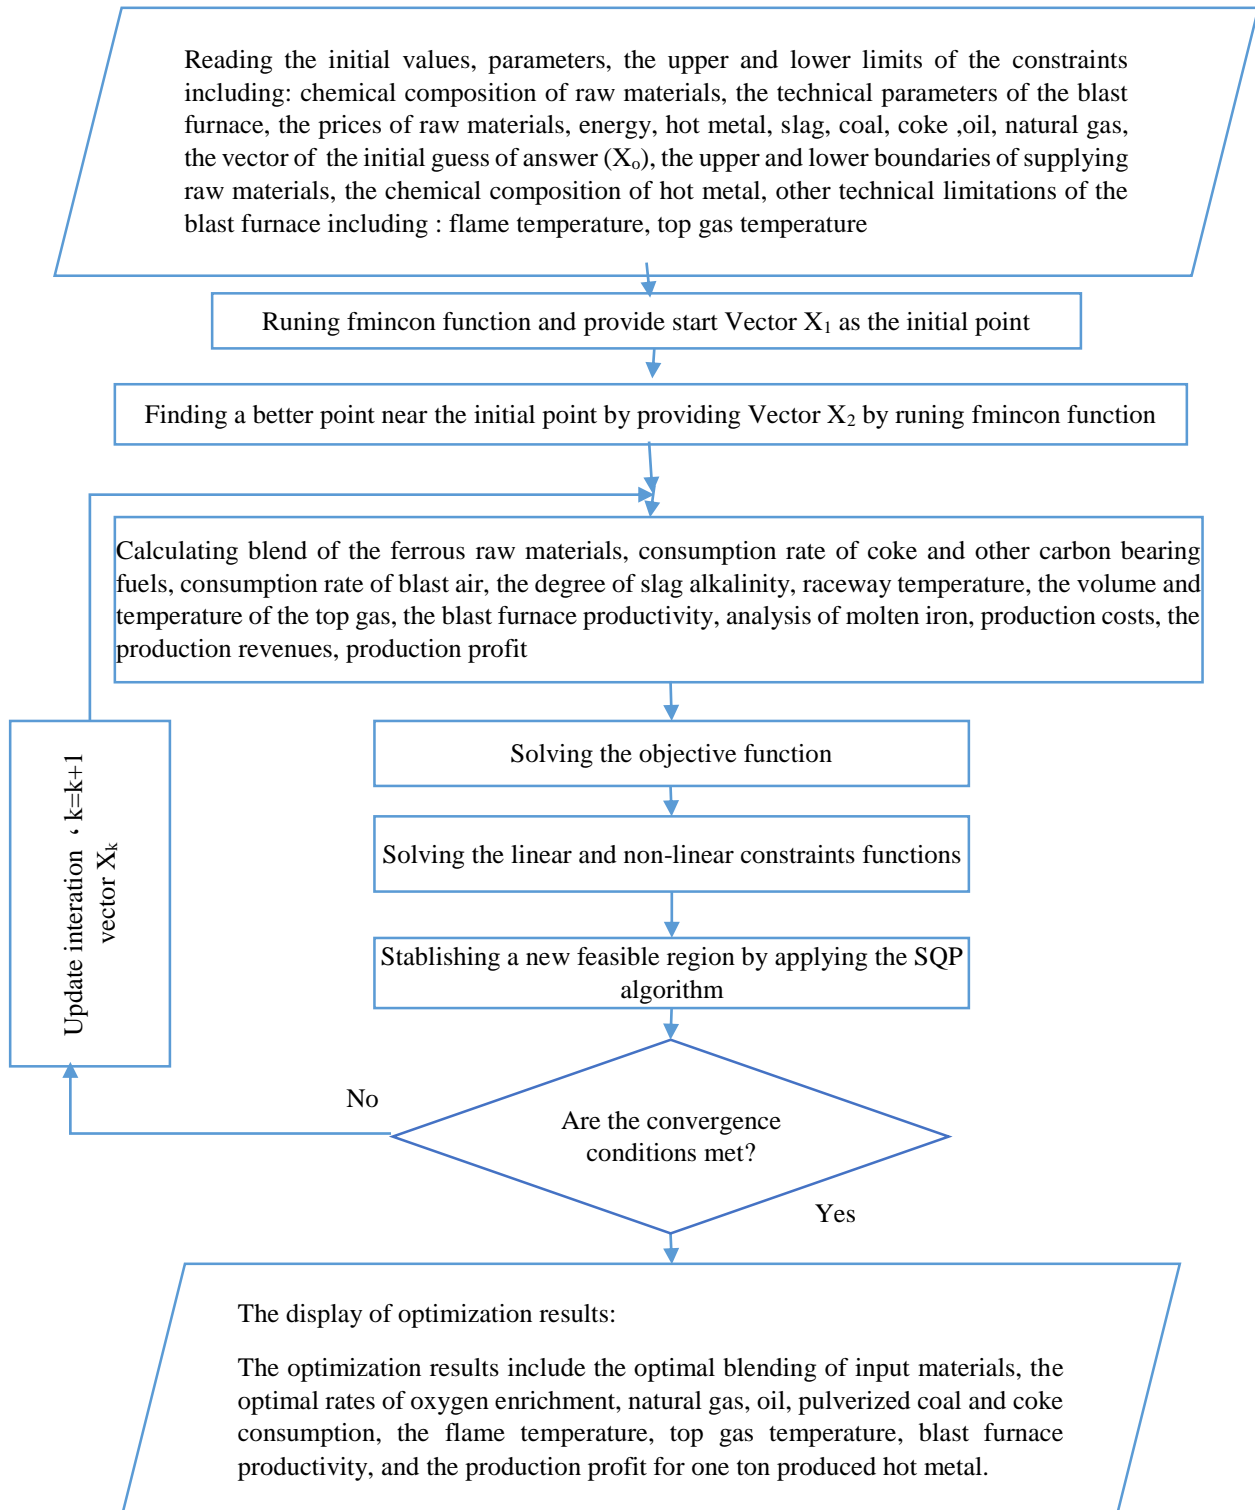 Reading the initial values, parameters, the upper and lower limits of the constraints
including: chemical composition of raw materials, the technical parameters of the blast
furnace, the prices of raw materials, energy, hot metal, slag, coal, coke ,oil, natural gas,
the vector of the initial guess of answer (Xₒ), the upper and lower boundaries of supplying
raw materials, the chemical composition of hot metal, other technical limitations of the
blast furnace including : flame temperature, top gas temperature
Runing fmincon function and provide start Vector X₁ as the initial point
Finding a better point near the initial point by providing Vector X₂ by runing fmincon function
Calculating blend of the ferrous raw materials, consumption rate of coke and other carbon bearing
fuels, consumption rate of blast air, the degree of slag alkalinity, raceway temperature, the volume and
temperature of the top gas, the blast furnace productivity, analysis of molten iron, production costs, the
production revenues, production profit
Solving the objective function
Solving the linear and non-linear constraints functions
Stablishing a new feasible region by applying the SQP
algorithm
Update interation ، k=k+1
vector Xₖ
No
Are the convergence
conditions met?
Yes
The display of optimization results:
The optimization results include the optimal blending of input materials, the
optimal rates of oxygen enrichment, natural gas, oil, pulverized coal and coke
consumption, the flame temperature, top gas temperature, blast furnace
productivity, and the production profit for one ton produced hot metal.